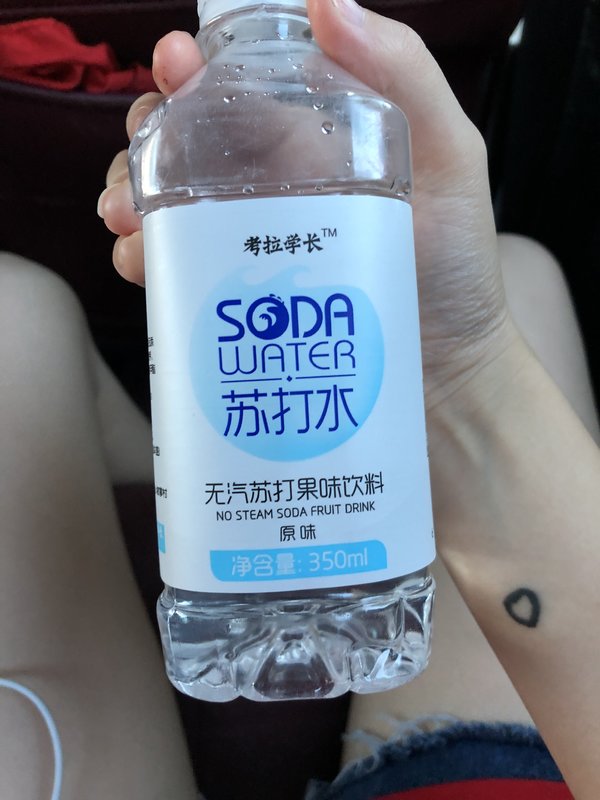 考拉学长™
SODA
WATER
苏打水
无汽苏打果味饮料
NO STEAM SODA FRUIT DRINK
原味
净含量: 350ml